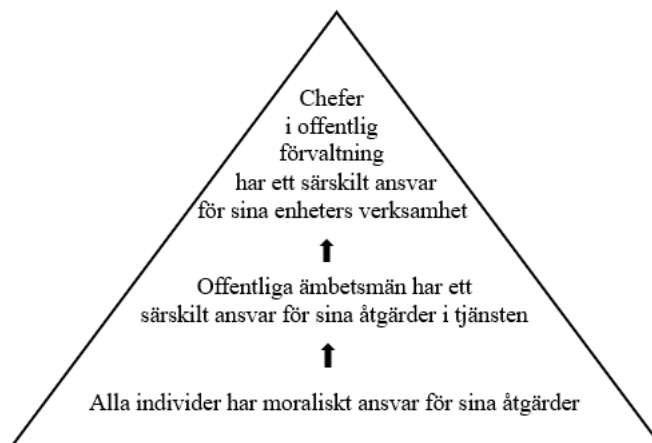 Chefer
i offentlig
förvaltning
har ett särskilt ansvar
för sina enheters verksamhet
Offentliga ämbetsmän har ett
särskilt ansvar för sina åtgärder i tjänsten
Alla individer har moraliskt ansvar för sina åtgärder